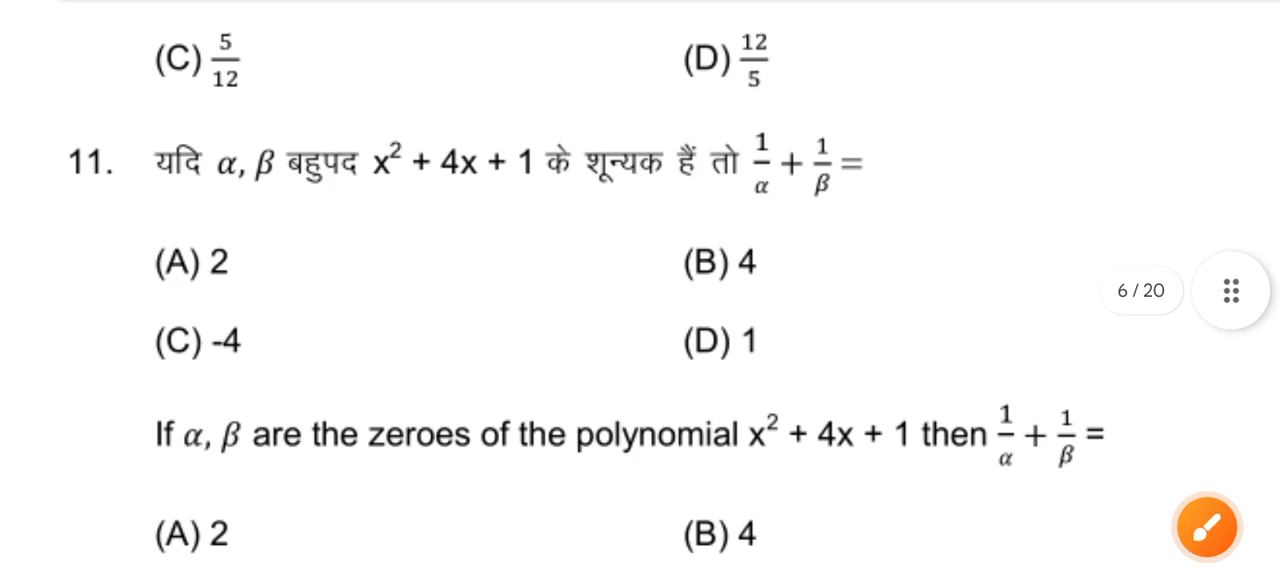 (C) 5/12 (D) 12/5
11. यदि α, β बहुपद x² + 4x + 1 के शून्यक हैं तो 1/α + 1/β =
(A) 2 (B) 4
6 / 20
(C) -4 (D) 1
If α, β are the zeroes of the polynomial x² + 4x + 1 then 1/α + 1/β =
(A) 2 (B) 4